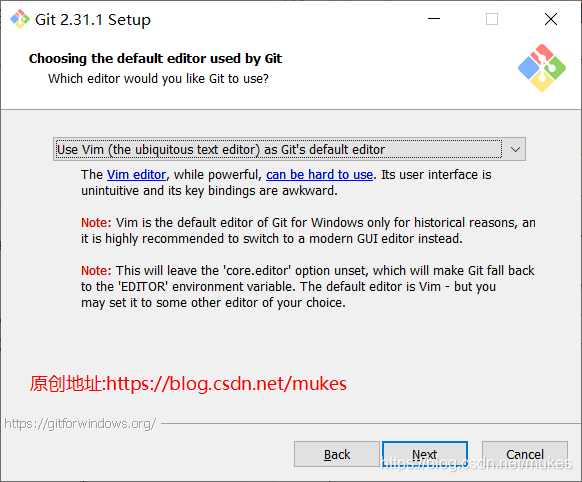 Git 2.31.1 Setup
Choosing the default editor used by Git
Which editor would you like Git to use?
Use Vim (the ubiquitous text editor) as Git's default editor
The Vim editor, while powerful, can be hard to use. Its user interface is
unintuitive and its key bindings are awkward.
Note: Vim is the default editor of Git for Windows only for historical reasons, an
it is highly recommended to switch to a modern GUI editor instead.
Note: This will leave the 'core.editor' option unset, which will make Git fall back
to the 'EDITOR' environment variable. The default editor is Vim - but you
may set it to some other editor of your choice.
原创地址:https://blog.csdn.net/mukes
https://gitforwindows.org/
Back Next Cancel
https://blog.csdn.net/mukes